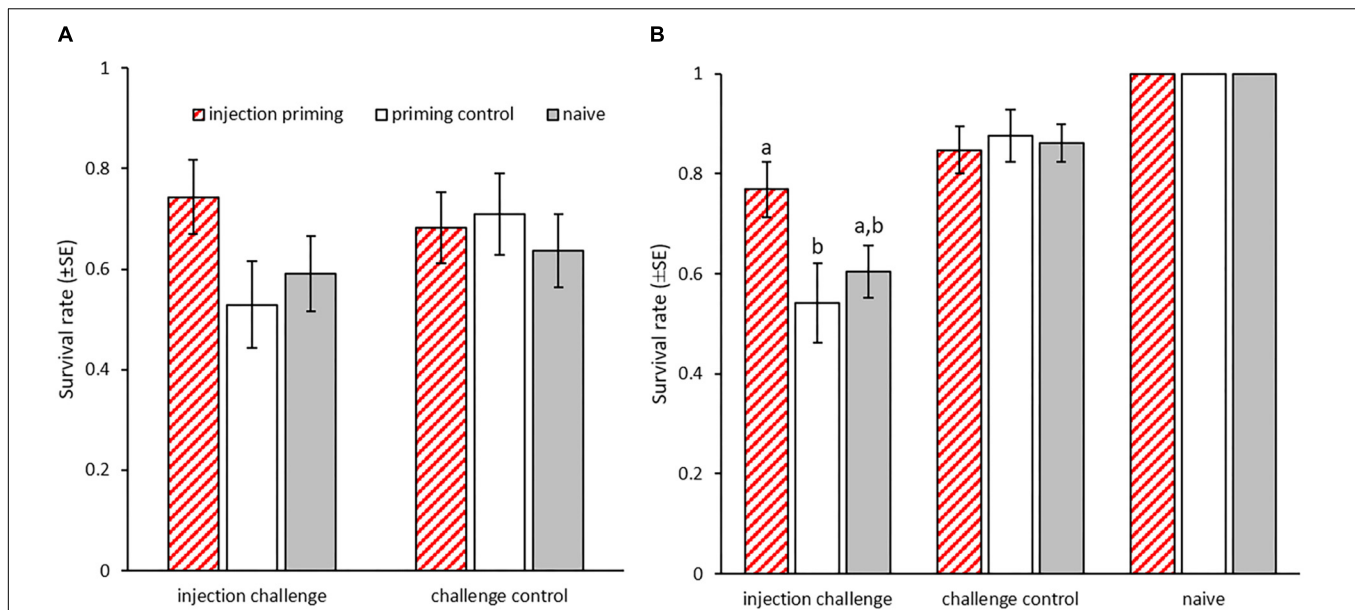 A
1
injection priming priming control naive
0.8
0.6
0.4
0.2
0
Survival rate (±SE)
injection challenge challenge control
B
1
0.8
0.6
0.4
0.2
0
Survival rate (±SE)
a
b
a,b
injection challenge challenge control naive